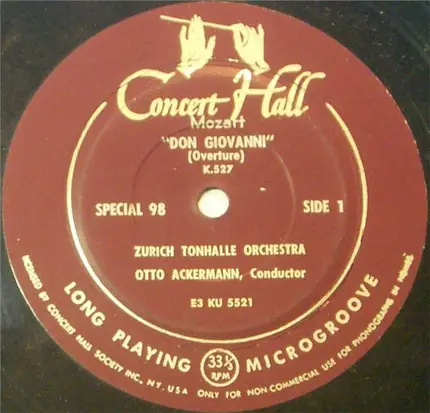 Concert Hall
Mozart
"DON GIOVANNI"
(Overture)
K.527
SPECIAL 98
SIDE 1
ZURICH TONHALLE ORCHESTRA
OTTO ACKERMANN, Conductor
E3 KU 5521
LONG PLAYING 33⅓ RPM MICROGROOVE
LICENSED BY CONCERT HALL SOCIETY INC., N.Y. USA ONLY FOR NON COMMERCIAL USE FOR PHONOGRAPHS IN HOMES